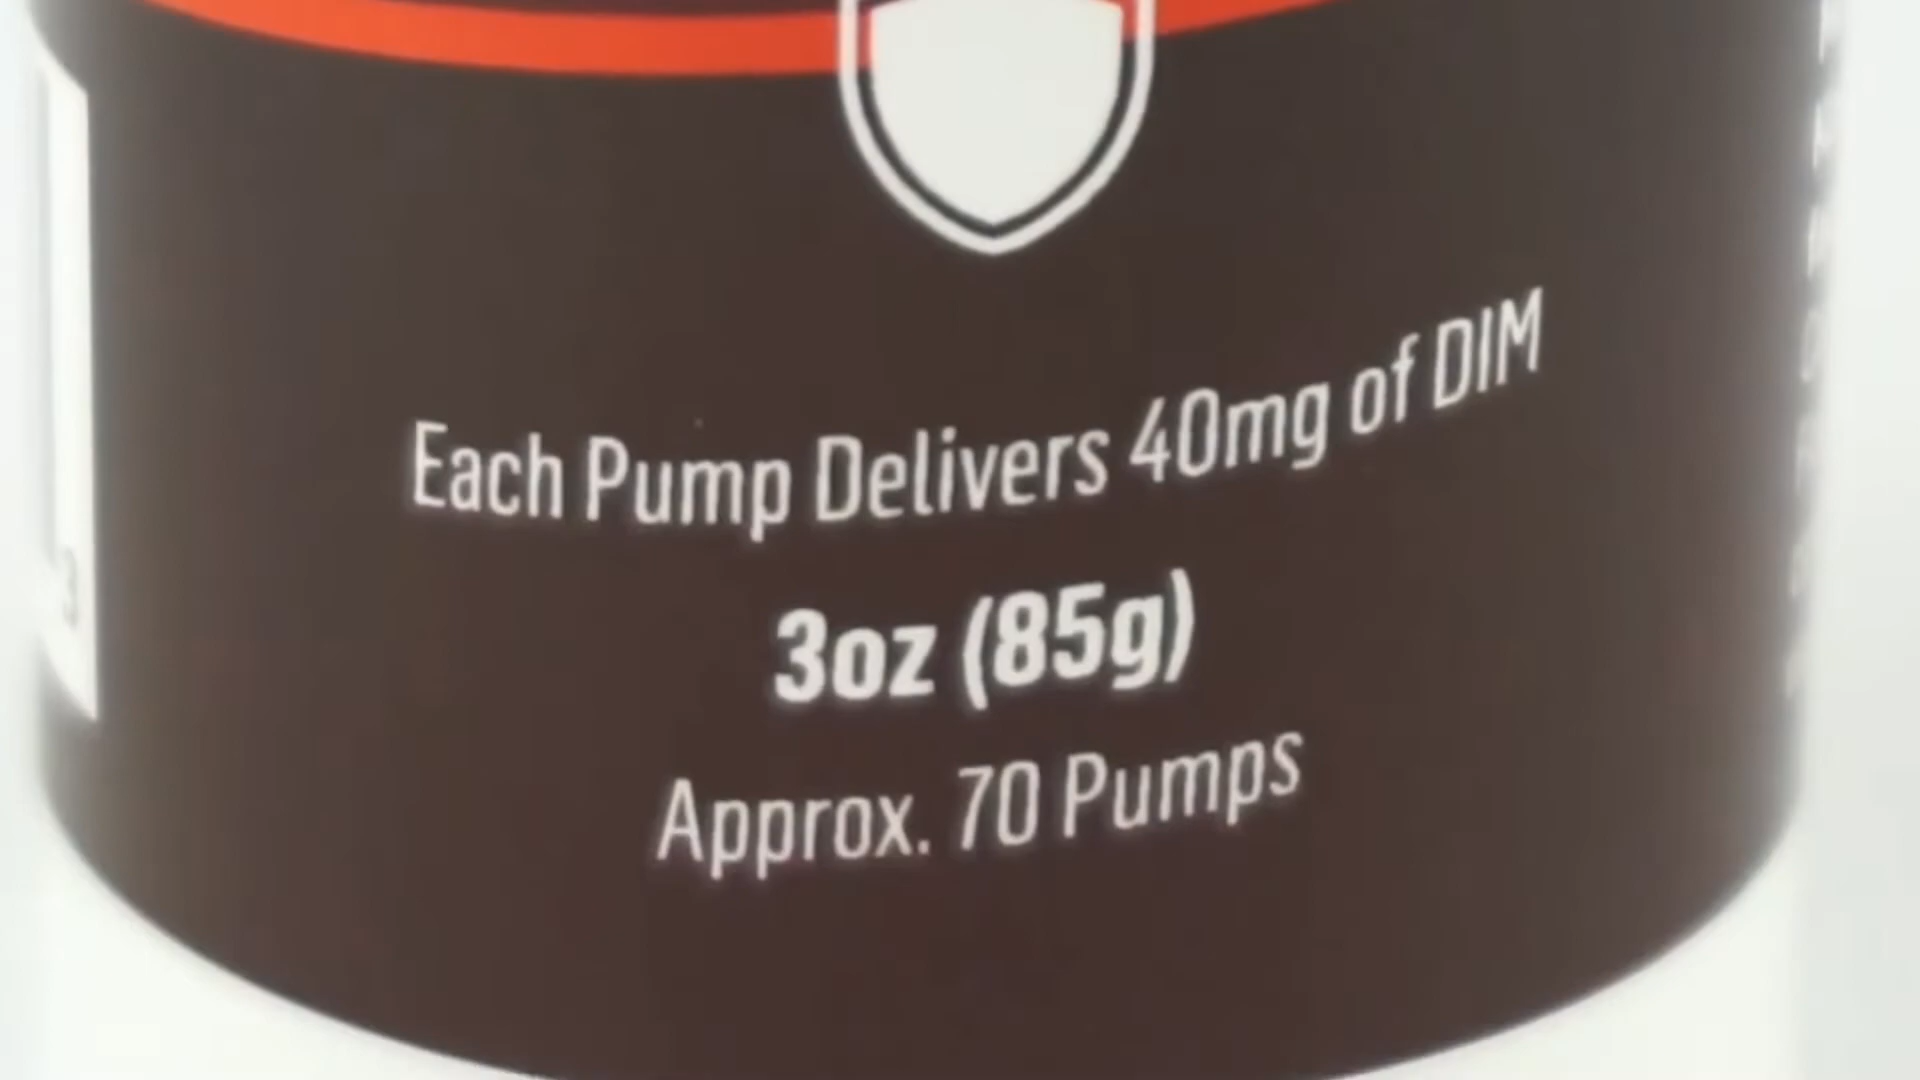 Each Pump Delivers 40mg of DIM
3oz (85g)
Approx. 70 Pumps